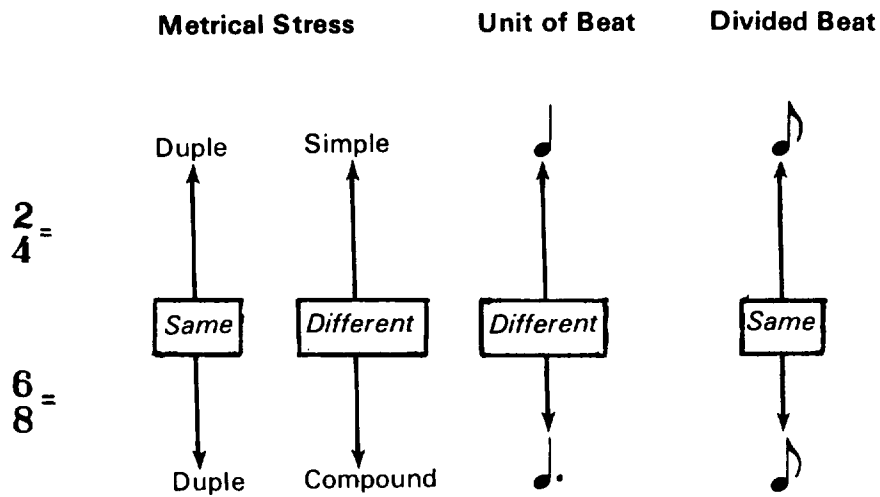 Metrical Stress Unit of Beat Divided Beat
Duple Simple
2
4 =
Same Different Different Same
6
8 =
Duple Compound